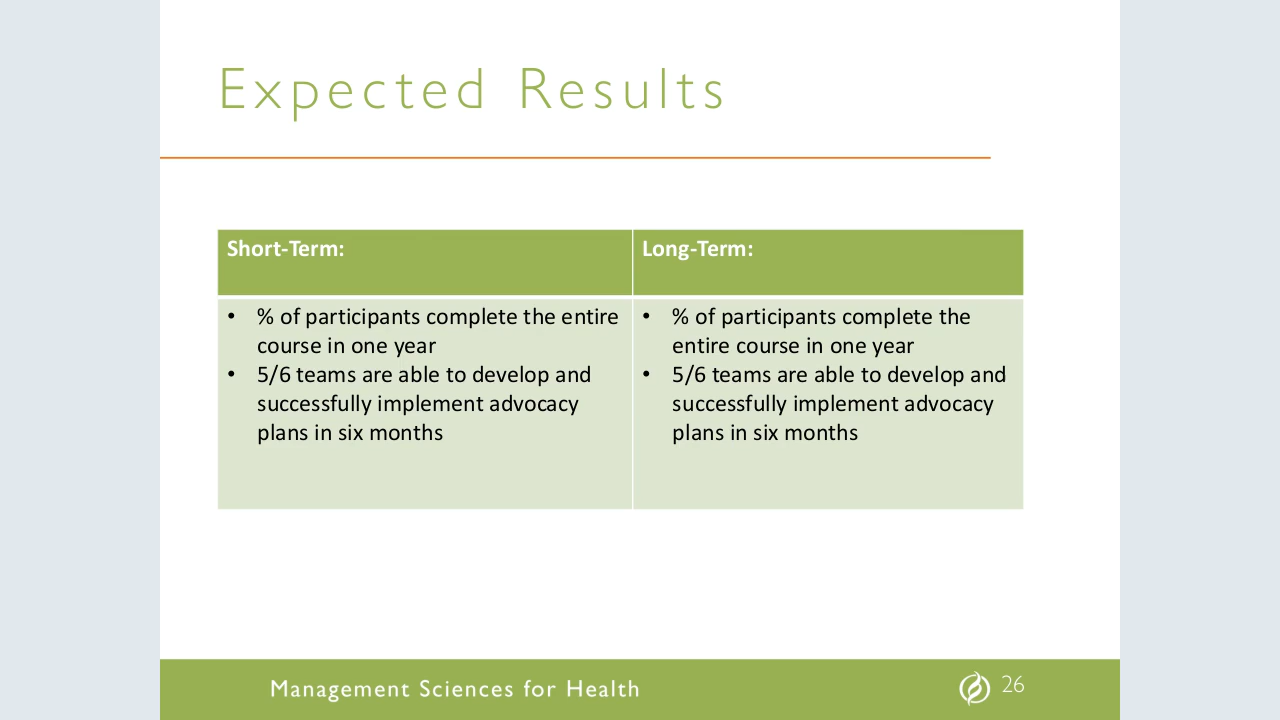 Expected Results
Short-Term:
Long-Term:
• % of participants complete the entire
course in one year
• 5/6 teams are able to develop and
successfully implement advocacy
plans in six months
• % of participants complete the
entire course in one year
• 5/6 teams are able to develop and
successfully implement advocacy
plans in six months
Management Sciences for Health
26